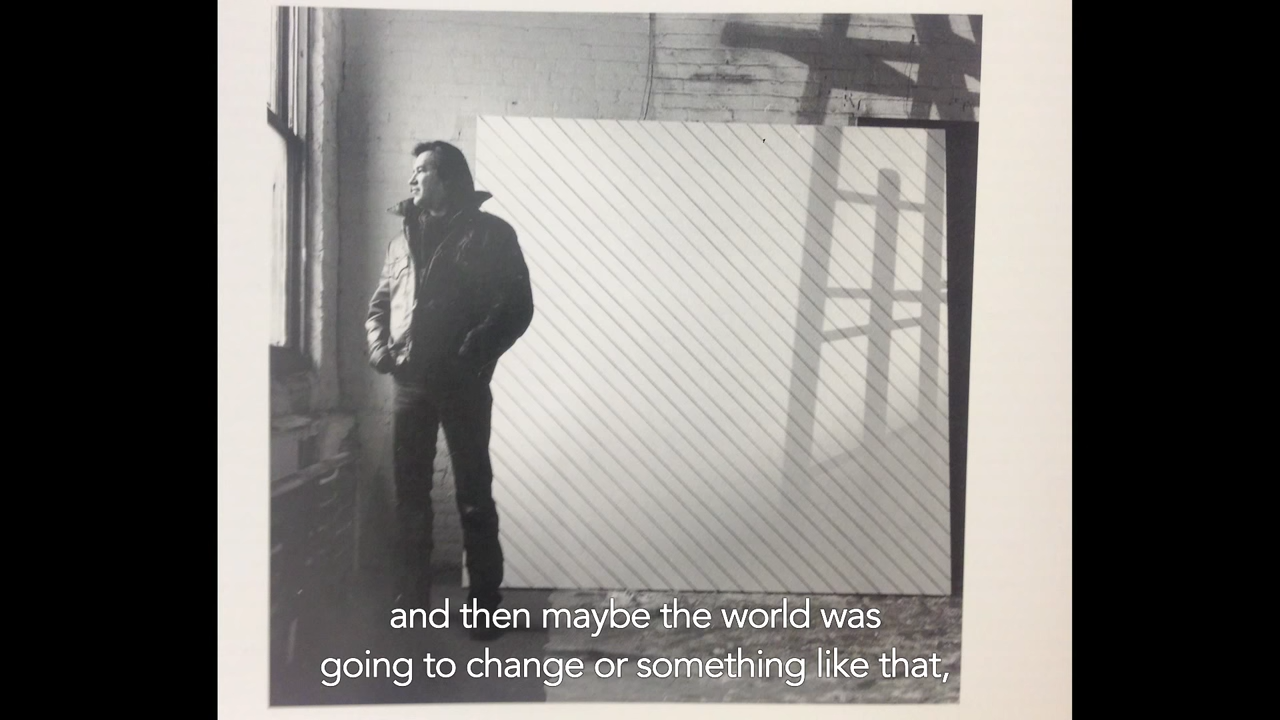 and then maybe the world was
going to change or something like that,